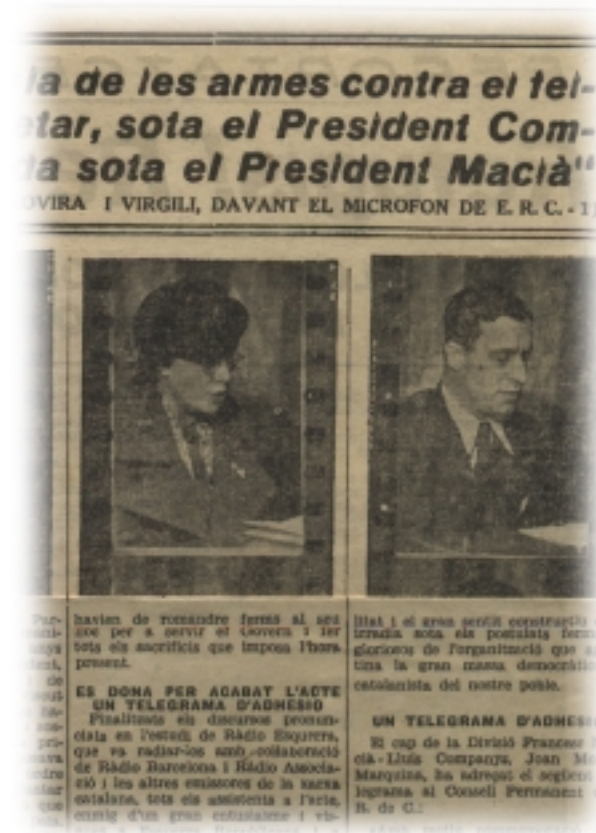 la de les armes contra el fei-
etar, sota el President Com-
da sota el President Macià"
OVIRA I VIRGILI, DAVANT EL MICROFON DE E. R. C. - 1
havien de romandre ferms al seu
lloc per a servir el Govern i fer
tots els sacrificis que imposa l'hora
present.
ES DONA PER ACABAT L'ACTE
UN TELEGRAMA D'ADHESIO
Finalitzats els discursos pronun-
ciats en l'estudi de Ràdio Esquerra,
que va radiar-los amb col·laboració
de Ràdio Barcelona i Ràdio Associa-
ció i les altres emissores de la xarxa
catalana, tots els assistents a l'acte,
enmig d'un gran entusiasme i
litat i el gran sentit constructiu
irradia sota els postulats
gloriosos de l'organització que
tina la gran massa democràtic
catalanista del nostre poble.
UN TELEGRAMA D'ADHESI
El cap de la Divisió Francesc
cià-Lluís Companys, Joan
Marquina, ha adreçat el següent
legrama al Consell Permanent
R. de C.: